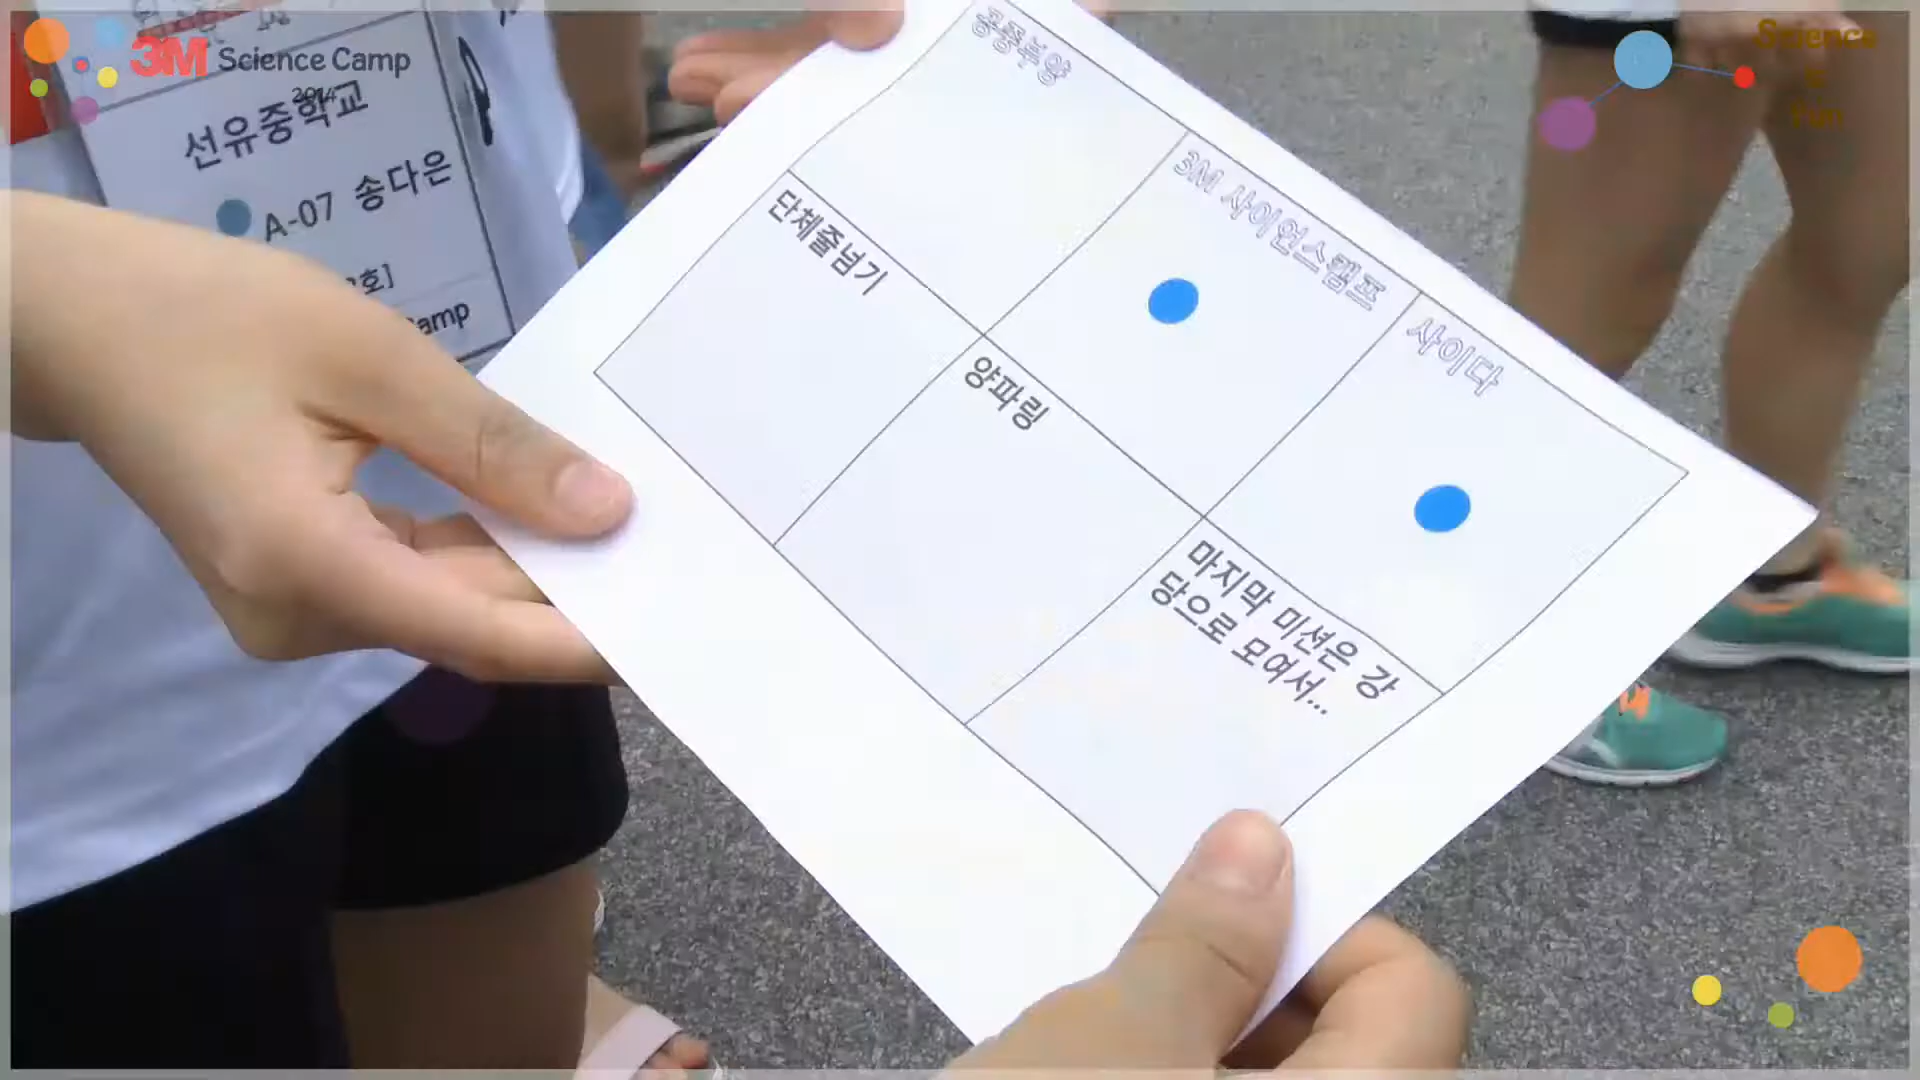 3M Science Camp
2014
Science
is
Fun
선유중학교
A-07 송다은
호]
amp
공중부양
3M 사이언스캠프
사이다
단체줄넘기
양파링
마지막 미션은 강
당으로 모여서...